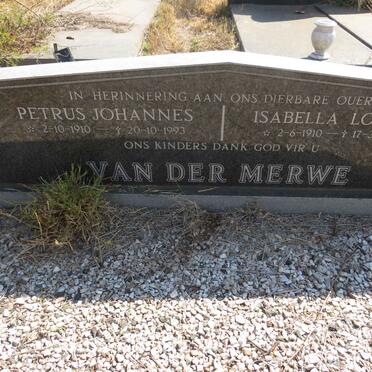 IN HERINNERING AAN ONS DIERBARE OUER
PETRUS JOHANNES ISABELLA LO
☆ 2-10-1910 ✝ 20-10-1993 ☆ 2-6-1910 ✝ 17-3
ONS KINDERS DANK GOD VIR U
VAN DER MERWE